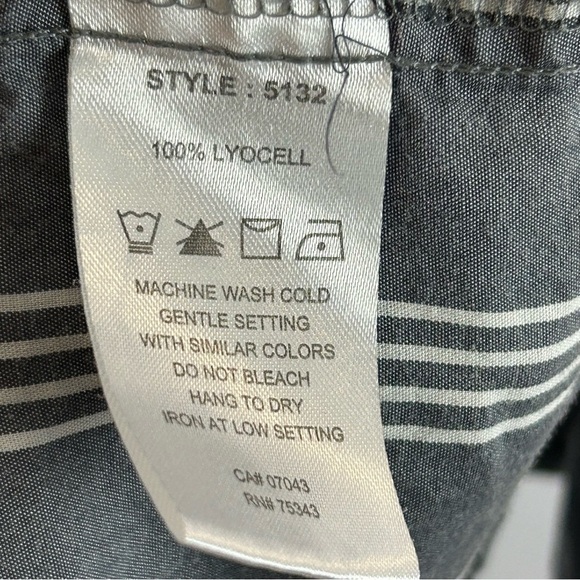 STYLE : 5132
100% LYOCELL
MACHINE WASH COLD
GENTLE SETTING
WITH SIMILAR COLORS
DO NOT BLEACH
HANG TO DRY
IRON AT LOW SETTING
CA# 07043
RN# 75343